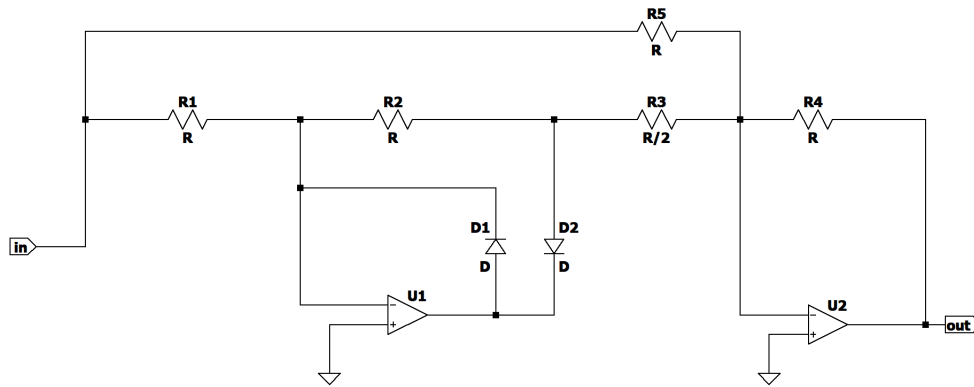 R5
R
R1
R
R2
R
R3
R/2
R4
R
D1
D
D2
D
in
U1
−
+
U2
−
+
out